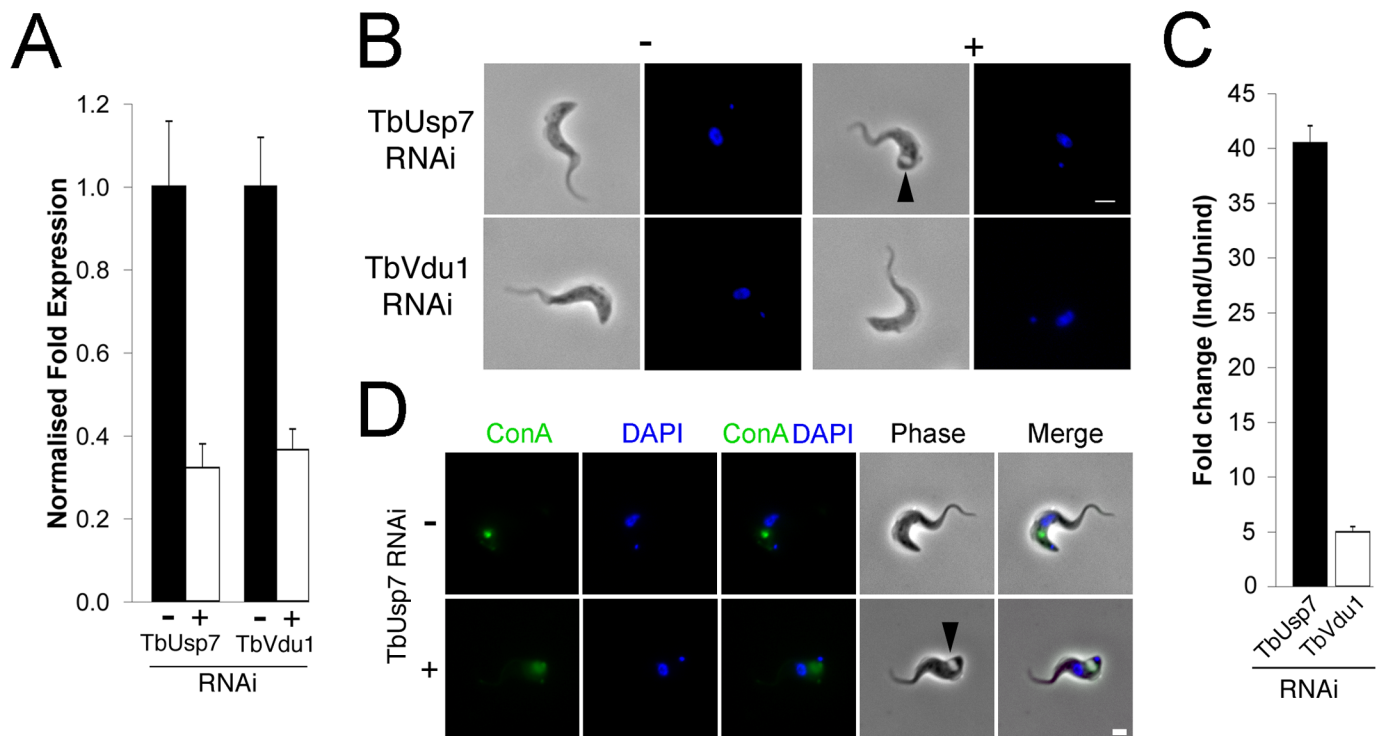 A
Normalised Fold Expression
1.2
1.0
0.8
0.6
0.4
0.2
0.0
- + - +
TbUsp7 TbVdu1
RNAi
B
- +
TbUsp7
RNAi
TbVdu1
RNAi
C
Fold change (Ind/Unind)
45
40
35
30
25
20
15
10
5
0
TbUsp7
TbVdu1
RNAi
D
ConA DAPI ConA DAPI Phase Merge
TbUsp7 RNAi
-
+